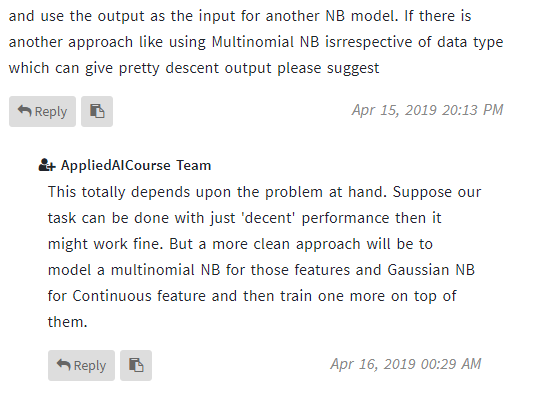 and use the output as the input for another NB model. If there is
another approach like using Multinomial NB isrrespective of data type
which can give pretty descent output please suggest
Reply
Apr 15, 2019 20:13 PM
AppliedAICourse Team
This totally depends upon the problem at hand. Suppose our
task can be done with just 'decent' performance then it
might work fine. But a more clean approach will be to
model a multinomial NB for those features and Gaussian NB
for Continuous feature and then train one more on top of
them.
Reply
Apr 16, 2019 00:29 AM